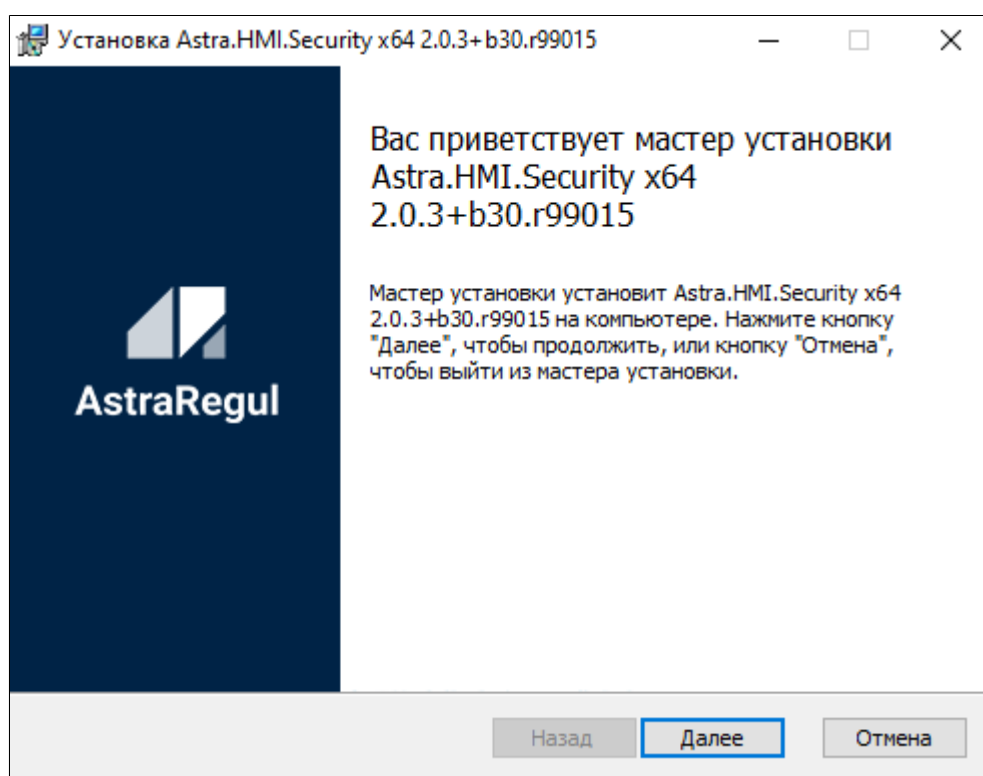 Установка Astra.HMI.Security x64 2.0.3+b30.r99015
Вас приветствует мастер установки
Astra.HMI.Security x64
2.0.3+b30.r99015
Мастер установки установит Astra.HMI.Security x64
2.0.3+b30.r99015 на компьютере. Нажмите кнопку
"Далее", чтобы продолжить, или кнопку "Отмена",
чтобы выйти из мастера установки.
AstraRegul
Назад Далее Отмена